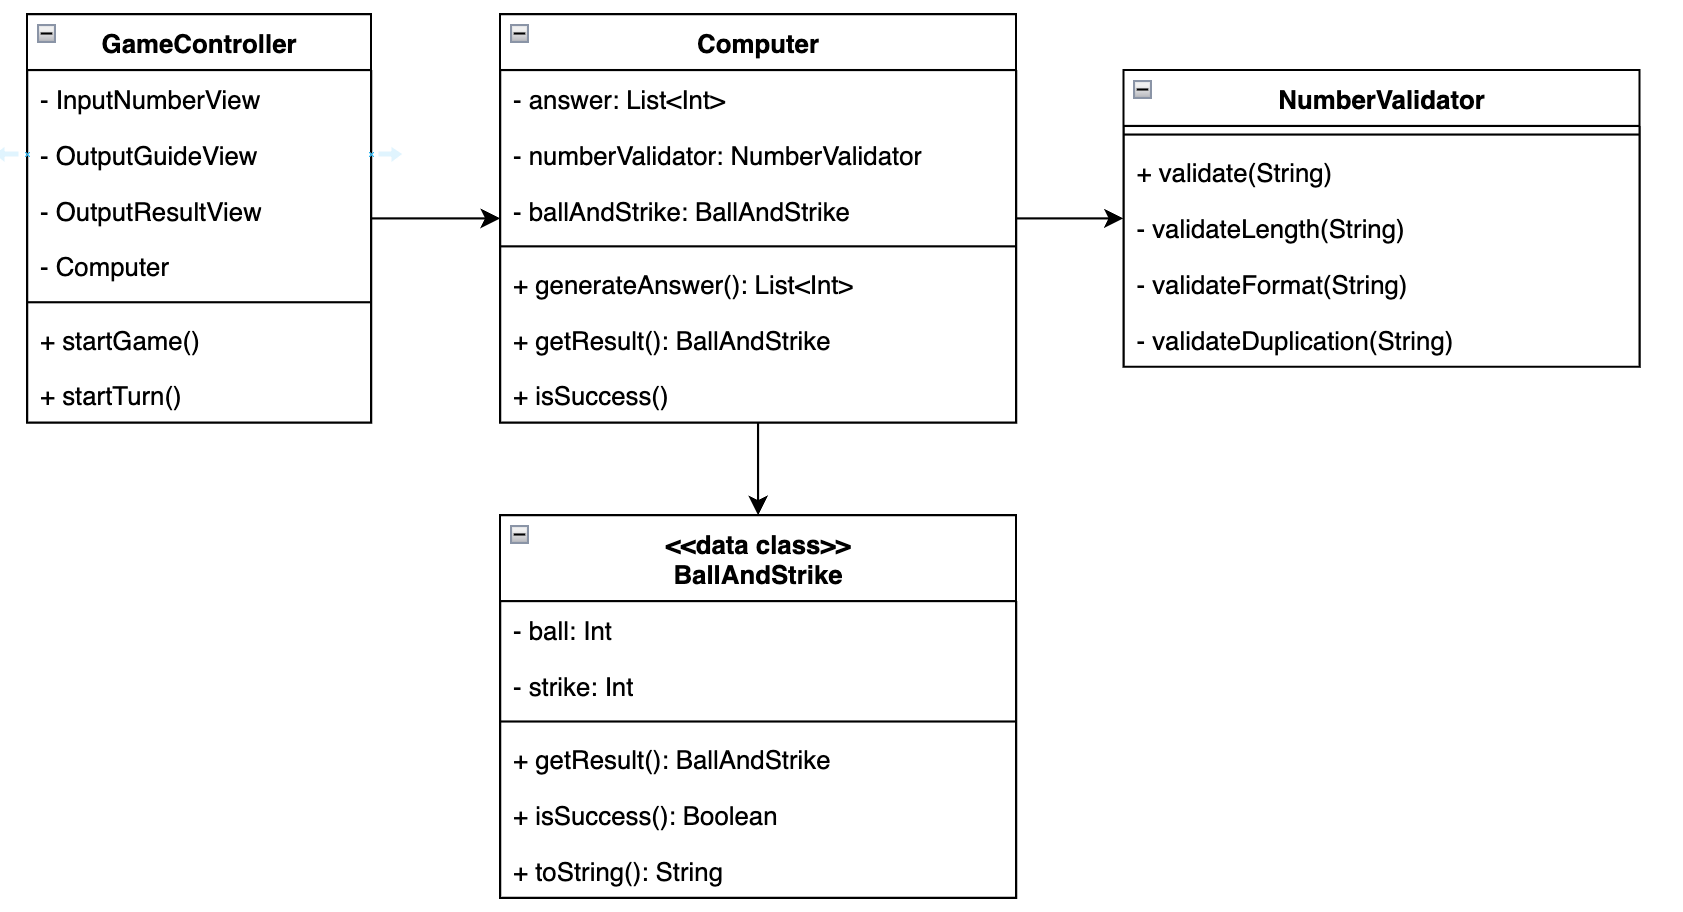 GameController
- InputNumberView
- OutputGuideView
- OutputResultView
- Computer
+ startGame()
+ startTurn()
Computer
- answer: List<Int>
- numberValidator: NumberValidator
- ballAndStrike: BallAndStrike
+ generateAnswer(): List<Int>
+ getResult(): BallAndStrike
+ isSuccess()
NumberValidator
+ validate(String)
- validateLength(String)
- validateFormat(String)
- validateDuplication(String)
<<data class>>
BallAndStrike
- ball: Int
- strike: Int
+ getResult(): BallAndStrike
+ isSuccess(): Boolean
+ toString(): String